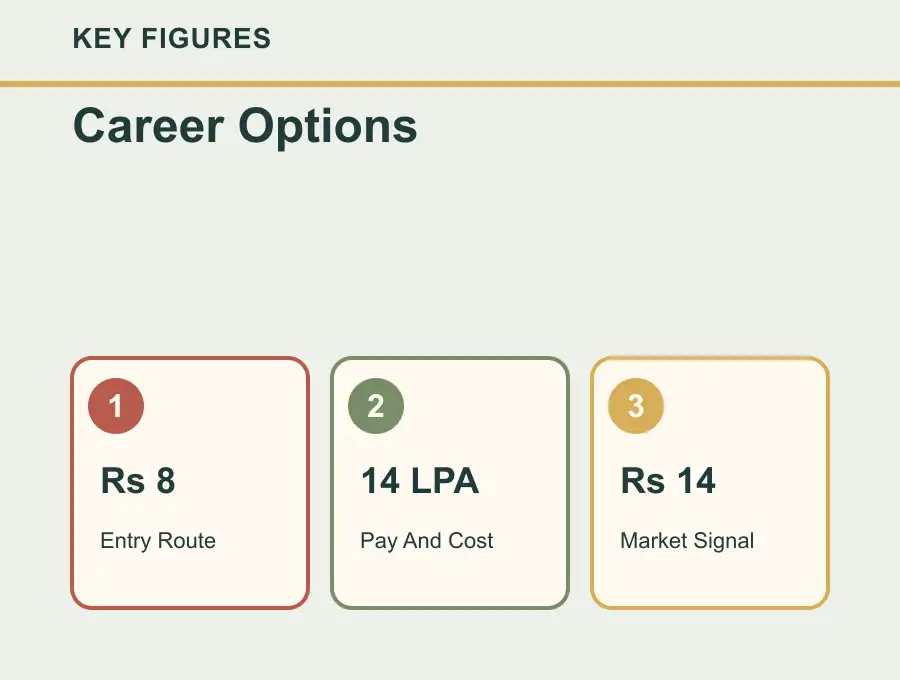 KEY FIGURES
Career Options
1
Rs 8
Entry Route
2
14 LPA
Pay And Cost
3
Rs 14
Market Signal